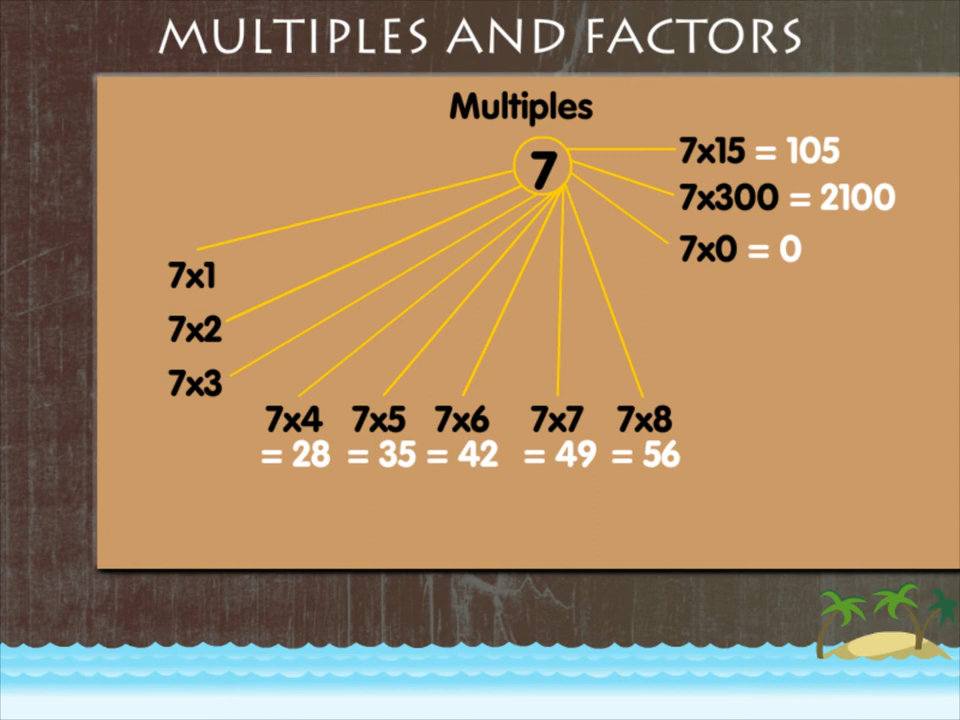 MULTIPLES AND FACTORS
Multiples
7
7x15 = 105
7x300 = 2100
7x0 = 0
7x1
7x2
7x3
7x4 7x5 7x6 7x7 7x8
= 28 = 35 = 42 = 49 = 56